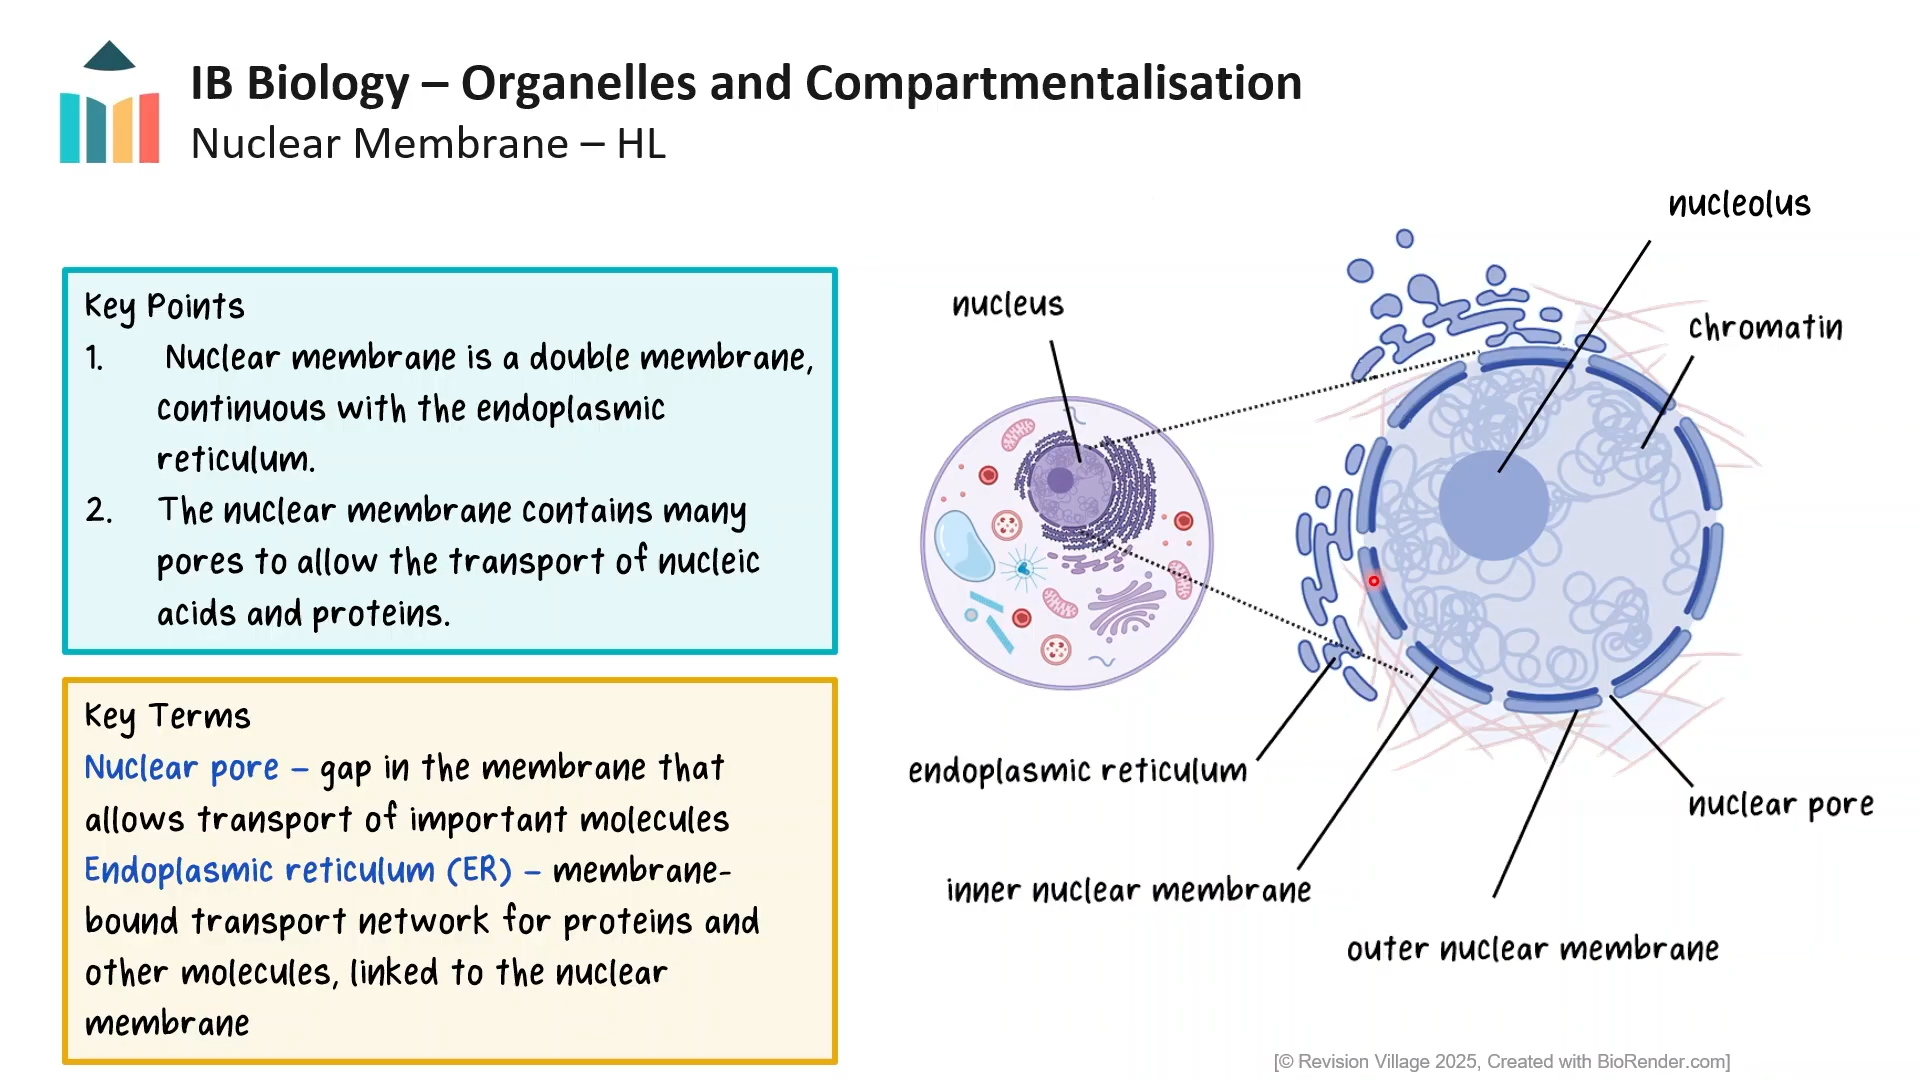 IB Biology – Organelles and Compartmentalisation
Nuclear Membrane – HL
Key Points
1. Nuclear membrane is a double membrane,
continuous with the endoplasmic
reticulum.
2. The nuclear membrane contains many
pores to allow the transport of nucleic
acids and proteins.
Key Terms
Nuclear pore – gap in the membrane that
allows transport of important molecules
Endoplasmic reticulum (ER) – membrane-
bound transport network for proteins and
other molecules, linked to the nuclear
membrane
nucleolus
nucleus
chromatin
endoplasmic reticulum
nuclear pore
inner nuclear membrane
outer nuclear membrane
[© Revision Village 2025, Created with BioRender.com]